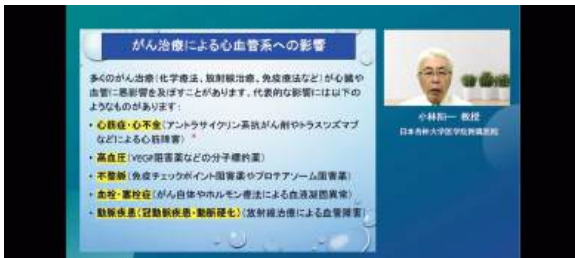 がん治療による心血管系への影響
多くのがん治療(化学療法、放射線治療、免疫療法など)が心臓や
血管に悪影響を及ぼすことがあります。代表的な影響には以下の
ようなものがあります:
・心筋症・心不全(アントラサイクリン系抗がん剤やトラスツズマブ
などによる心筋障害)
・高血圧(VEGF阻害薬などの分子標的薬)
・不整脈(免疫チェックポイント阻害薬やプロテアソーム阻害薬)
・血栓・塞栓症(がん自体やホルモン療法による血液凝固異常)
・動脈疾患(冠動脈疾患・動脈硬化)(放射線治療による血管障害)
小林 一 教授
日本 医学院